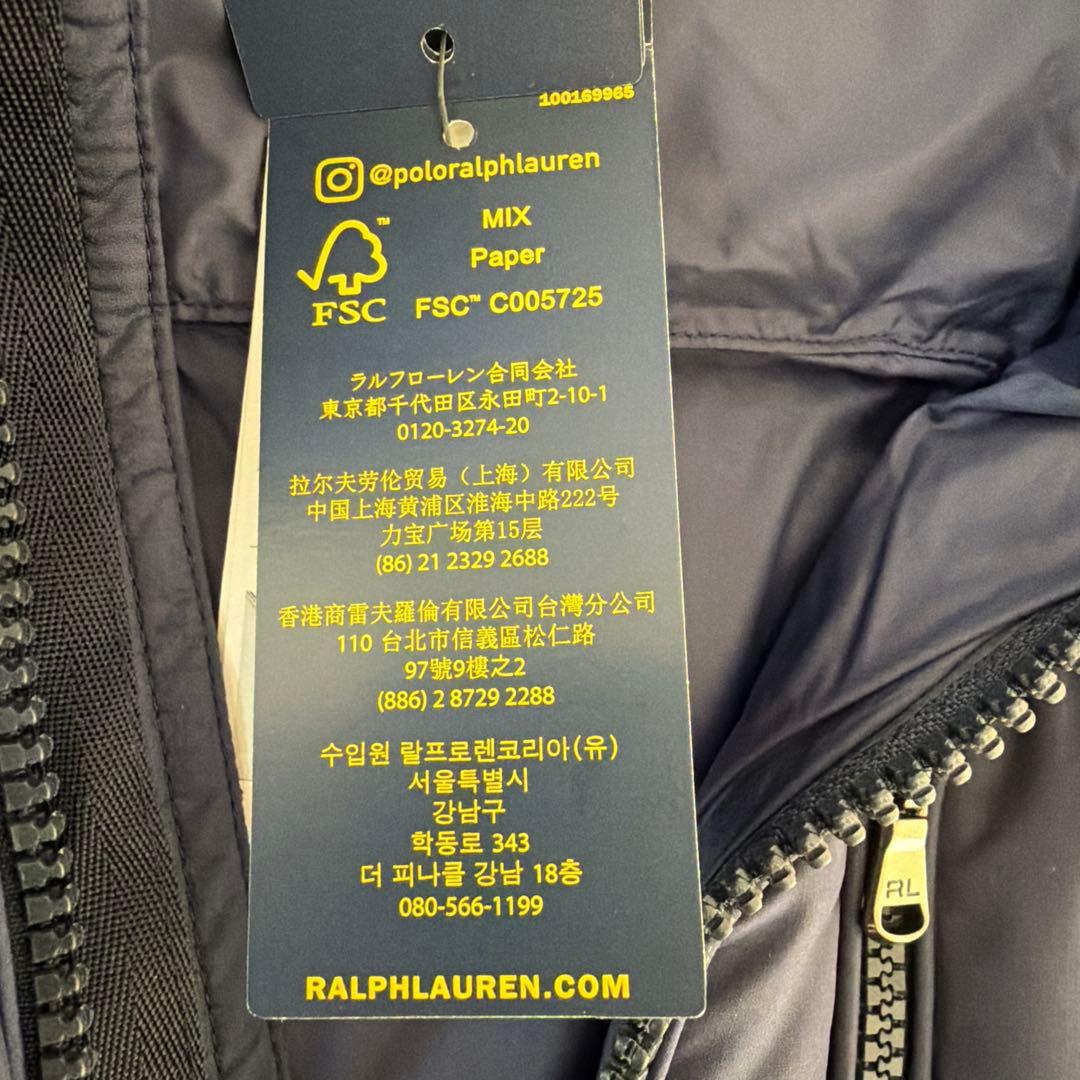 100169965
@poloralphlauren
MIX
Paper
FSC™ C005725
™
FSC
ラルフローレン合同会社
東京都千代田区永田町2-10-1
0120-3274-20
拉尔夫劳伦贸易（上海）有限公司
中国上海黄浦区淮海中路222号
力宝广场第15层
(86) 21 2329 2688
香港商雷夫羅倫有限公司台灣分公司
110 台北市信義區松仁路
97號9樓之2
(886) 2 8729 2288
수입원 랄프로렌코리아(유)
서울특별시
강남구
학동로 343
더 피나클 강남 18층
080-566-1199
RALPHLAUREN.COM
RL